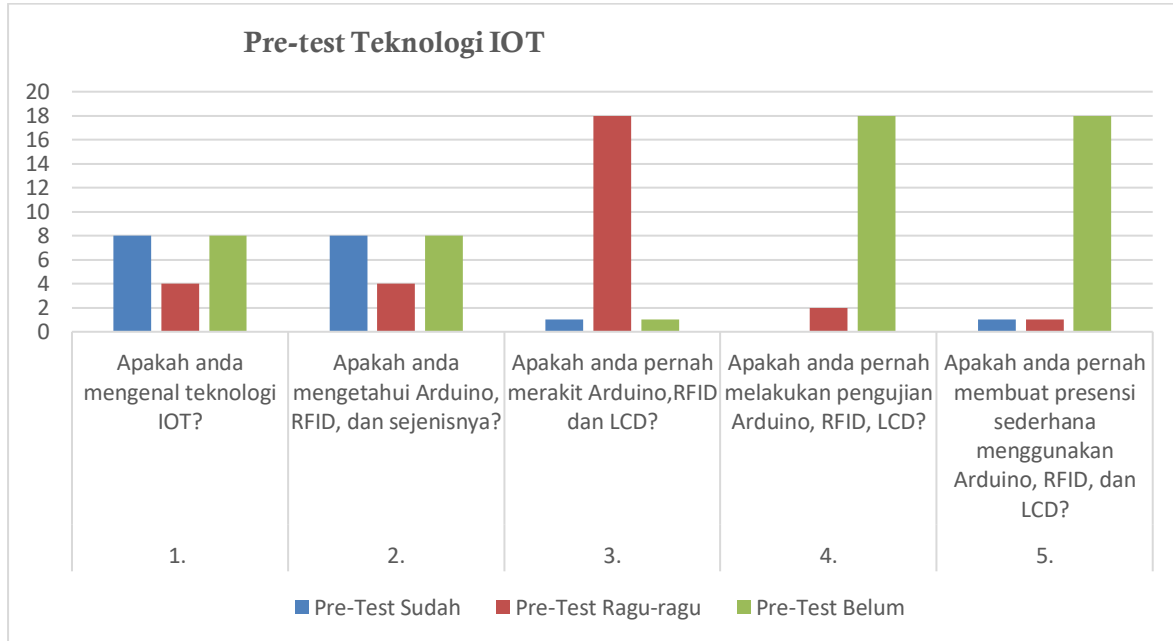 Pre-test Teknologi IOT
20
18
16
14
12
10
8
6
4
2
0
Apakah anda
mengenal teknologi
IOT?
Apakah anda
mengetahui Arduino,
RFID, dan sejenisnya?
Apakah anda pernah
merakit Arduino,RFID
dan LCD?
Apakah anda pernah
melakukan pengujian
Arduino, RFID, LCD?
Apakah anda pernah
membuat presensi
sederhana
menggunakan
Arduino, RFID, dan
LCD?
1.
2.
3.
4.
5.
Pre-Test Sudah
Pre-Test Ragu-ragu
Pre-Test Belum